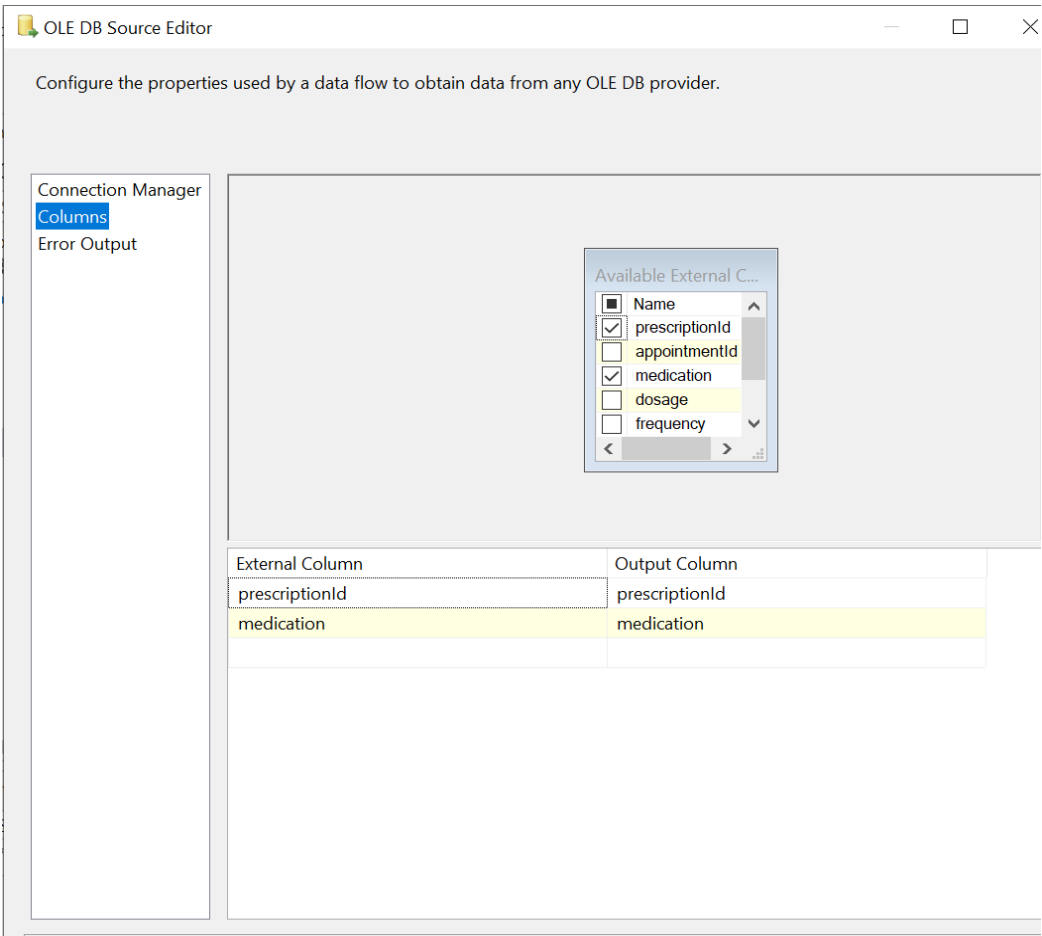 OLE DB Source Editor
Configure the properties used by a data flow to obtain data from any OLE DB provider.
Connection Manager
Columns
Error Output
Available External C...
Name
prescriptionId
appointmentId
medication
dosage
frequency
External Column Output Column
prescriptionId prescriptionId
medication medication